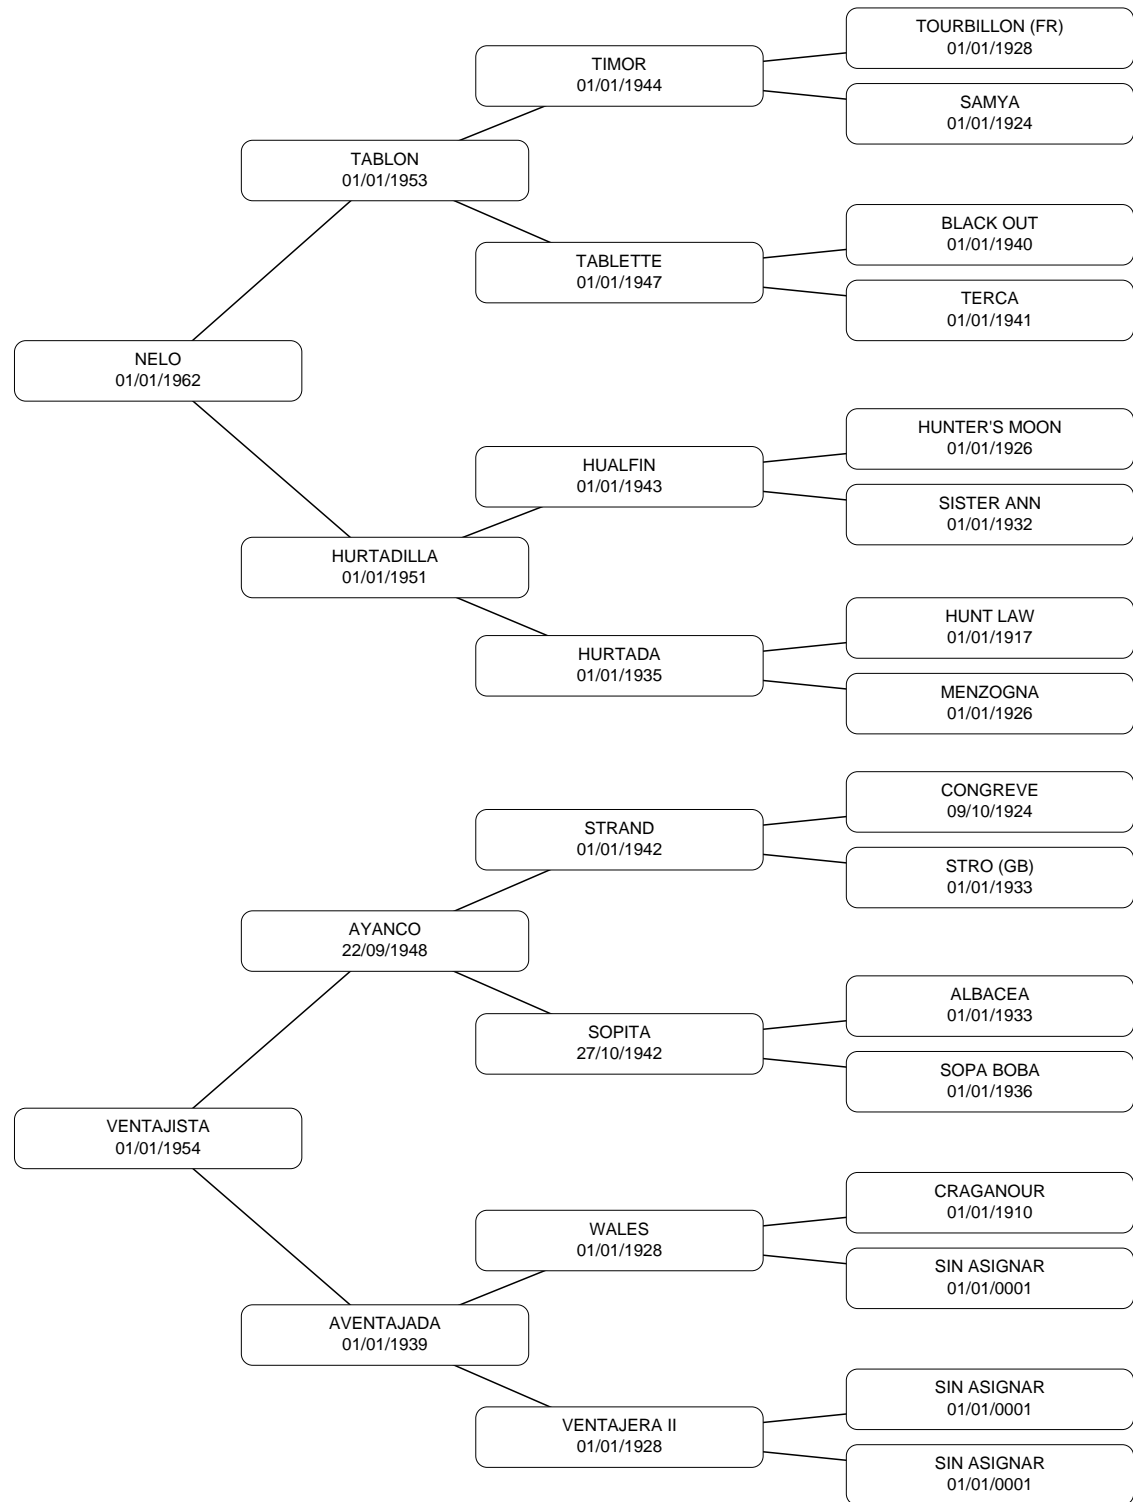 TOURBILLON (FR)
01/01/1928
TIMOR
01/01/1944
SAMYA
01/01/1924
TABLON
01/01/1953
BLACK OUT
01/01/1940
TABLETTE
01/01/1947
TERCA
01/01/1941
NELO
01/01/1962
HUNTER'S MOON
01/01/1926
HUALFIN
01/01/1943
SISTER ANN
01/01/1932
HURTADILLA
01/01/1951
HUNT LAW
01/01/1917
HURTADA
01/01/1935
MENZOGNA
01/01/1926
CONGREVE
09/10/1924
STRAND
01/01/1942
STRO (GB)
01/01/1933
AYANCO
22/09/1948
ALBACEA
01/01/1933
SOPITA
27/10/1942
SOPA BOBA
01/01/1936
VENTAJISTA
01/01/1954
CRAGANOUR
01/01/1910
WALES
01/01/1928
SIN ASIGNAR
01/01/0001
AVENTAJADA
01/01/1939
SIN ASIGNAR
01/01/0001
VENTAJERA II
01/01/1928
SIN ASIGNAR
01/01/0001